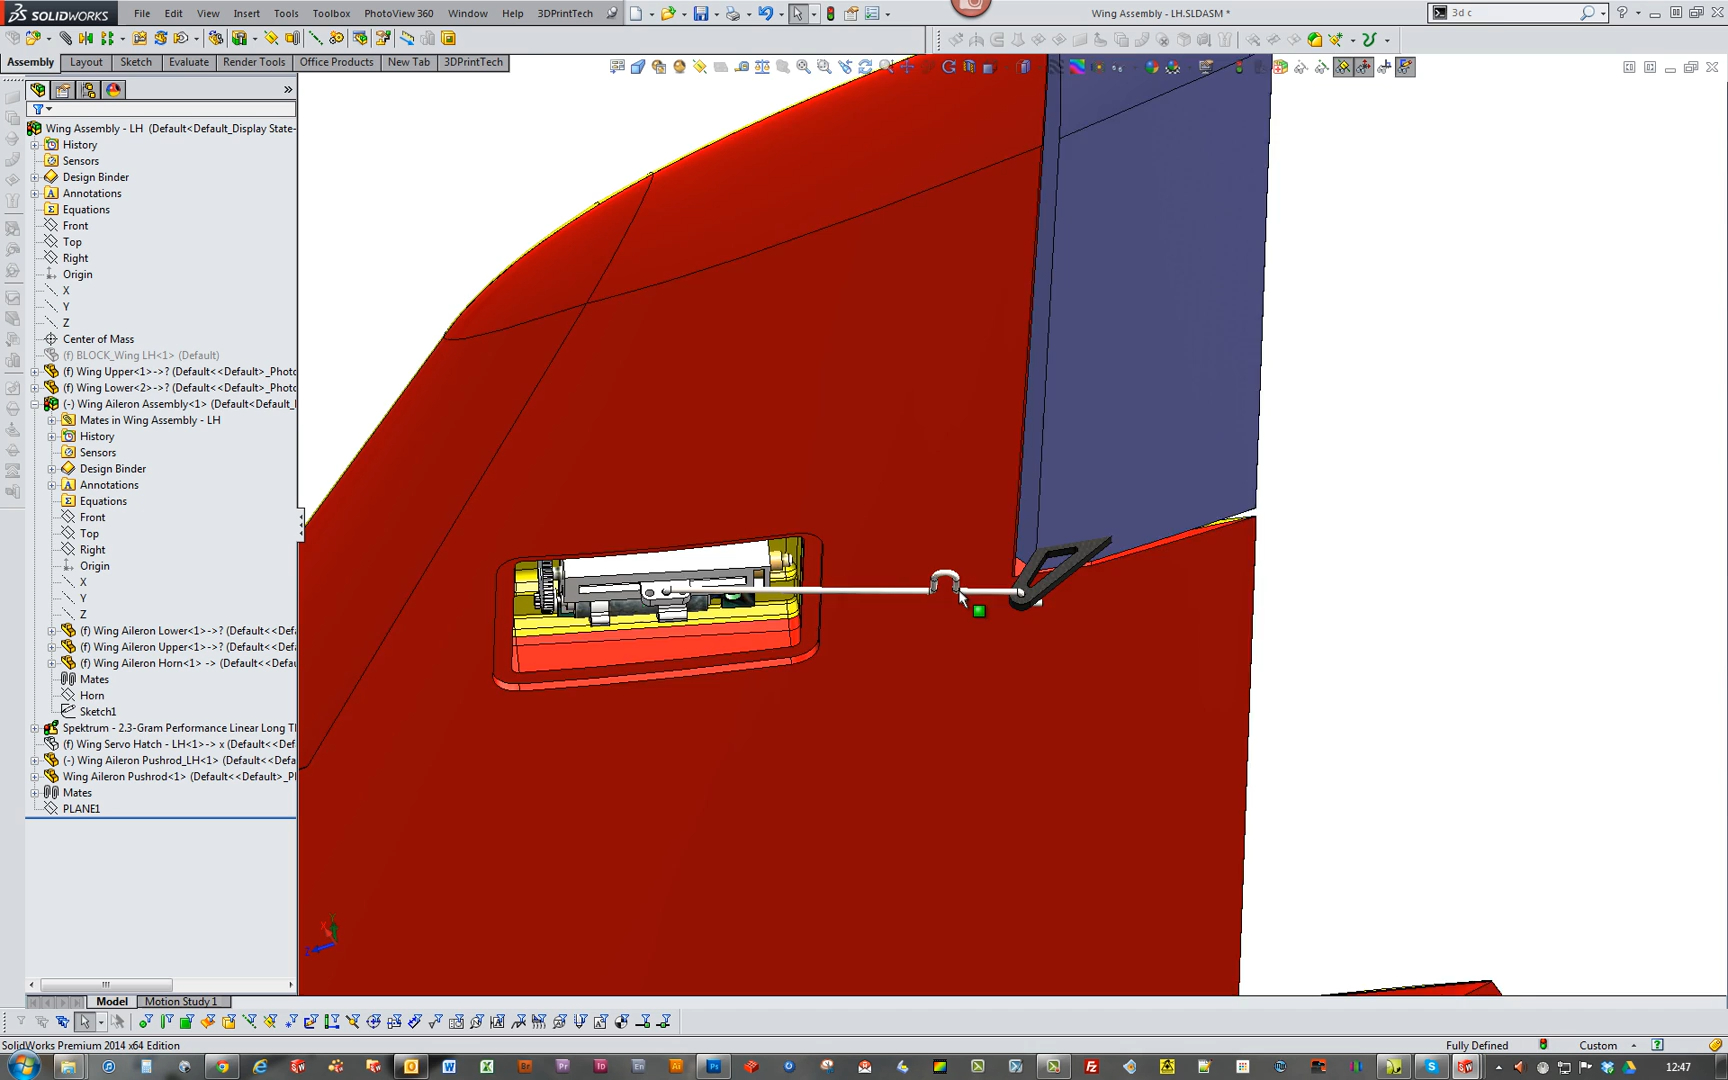 SOLIDWORKS File Edit View Insert Tools Toolbox PhotoView 360 Window Help 3DPrintTech Wing Assembly - LH.SLDASM * 3d c
Assembly Layout Sketch Evaluate Render Tools Office Products New Tab 3DPrintTech
Wing Assembly - LH (Default<Default_Display State-
History
Sensors
Design Binder
Annotations
Equations
Front
Top
Right
Origin
X
Y
Z
Center of Mass
(f) BLOCK_Wing LH<1> (Default)
(f) Wing Upper<1>->? (Default<<Default>_Photo
(f) Wing Lower<2>->? (Default<<Default>_Photo
(-) Wing Aileron Assembly<1> (Default<Default_
Mates in Wing Assembly - LH
History
Sensors
Design Binder
Annotations
Equations
Front
Top
Right
Origin
X
Y
Z
(f) Wing Aileron Lower<1>->? (Default<<Defau
(f) Wing Aileron Upper<1>->? (Default<<Defau
(f) Wing Aileron Horn<1> -> (Default<<Defau
Mates
Horn
Sketch1
Spektrum - 2.3-Gram Performance Linear Long T
(f) Wing Servo Hatch - LH<1>-> x (Default<<Def
(-) Wing Aileron Pushrod_LH<1> (Default<<Defa
Wing Aileron Pushrod<1> (Default<<Default>_P
Mates
PLANE1
Model Motion Study 1
SolidWorks Premium 2014 x64 Edition Fully Defined Custom
12:47